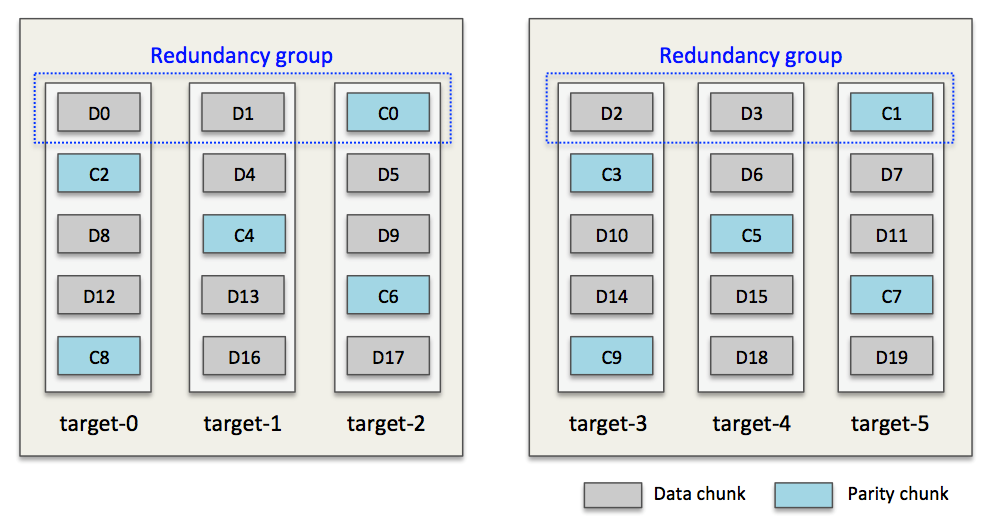 Redundancy group Redundancy group
D0 D1 C0 D2 D3 C1
C2 D4 D5 C3 D6 D7
D8 C4 D9 D10 C5 D11
D12 D13 C6 D14 D15 C7
C8 D16 D17 C9 D18 D19
target-0 target-1 target-2 target-3 target-4 target-5
Data chunk Parity chunk